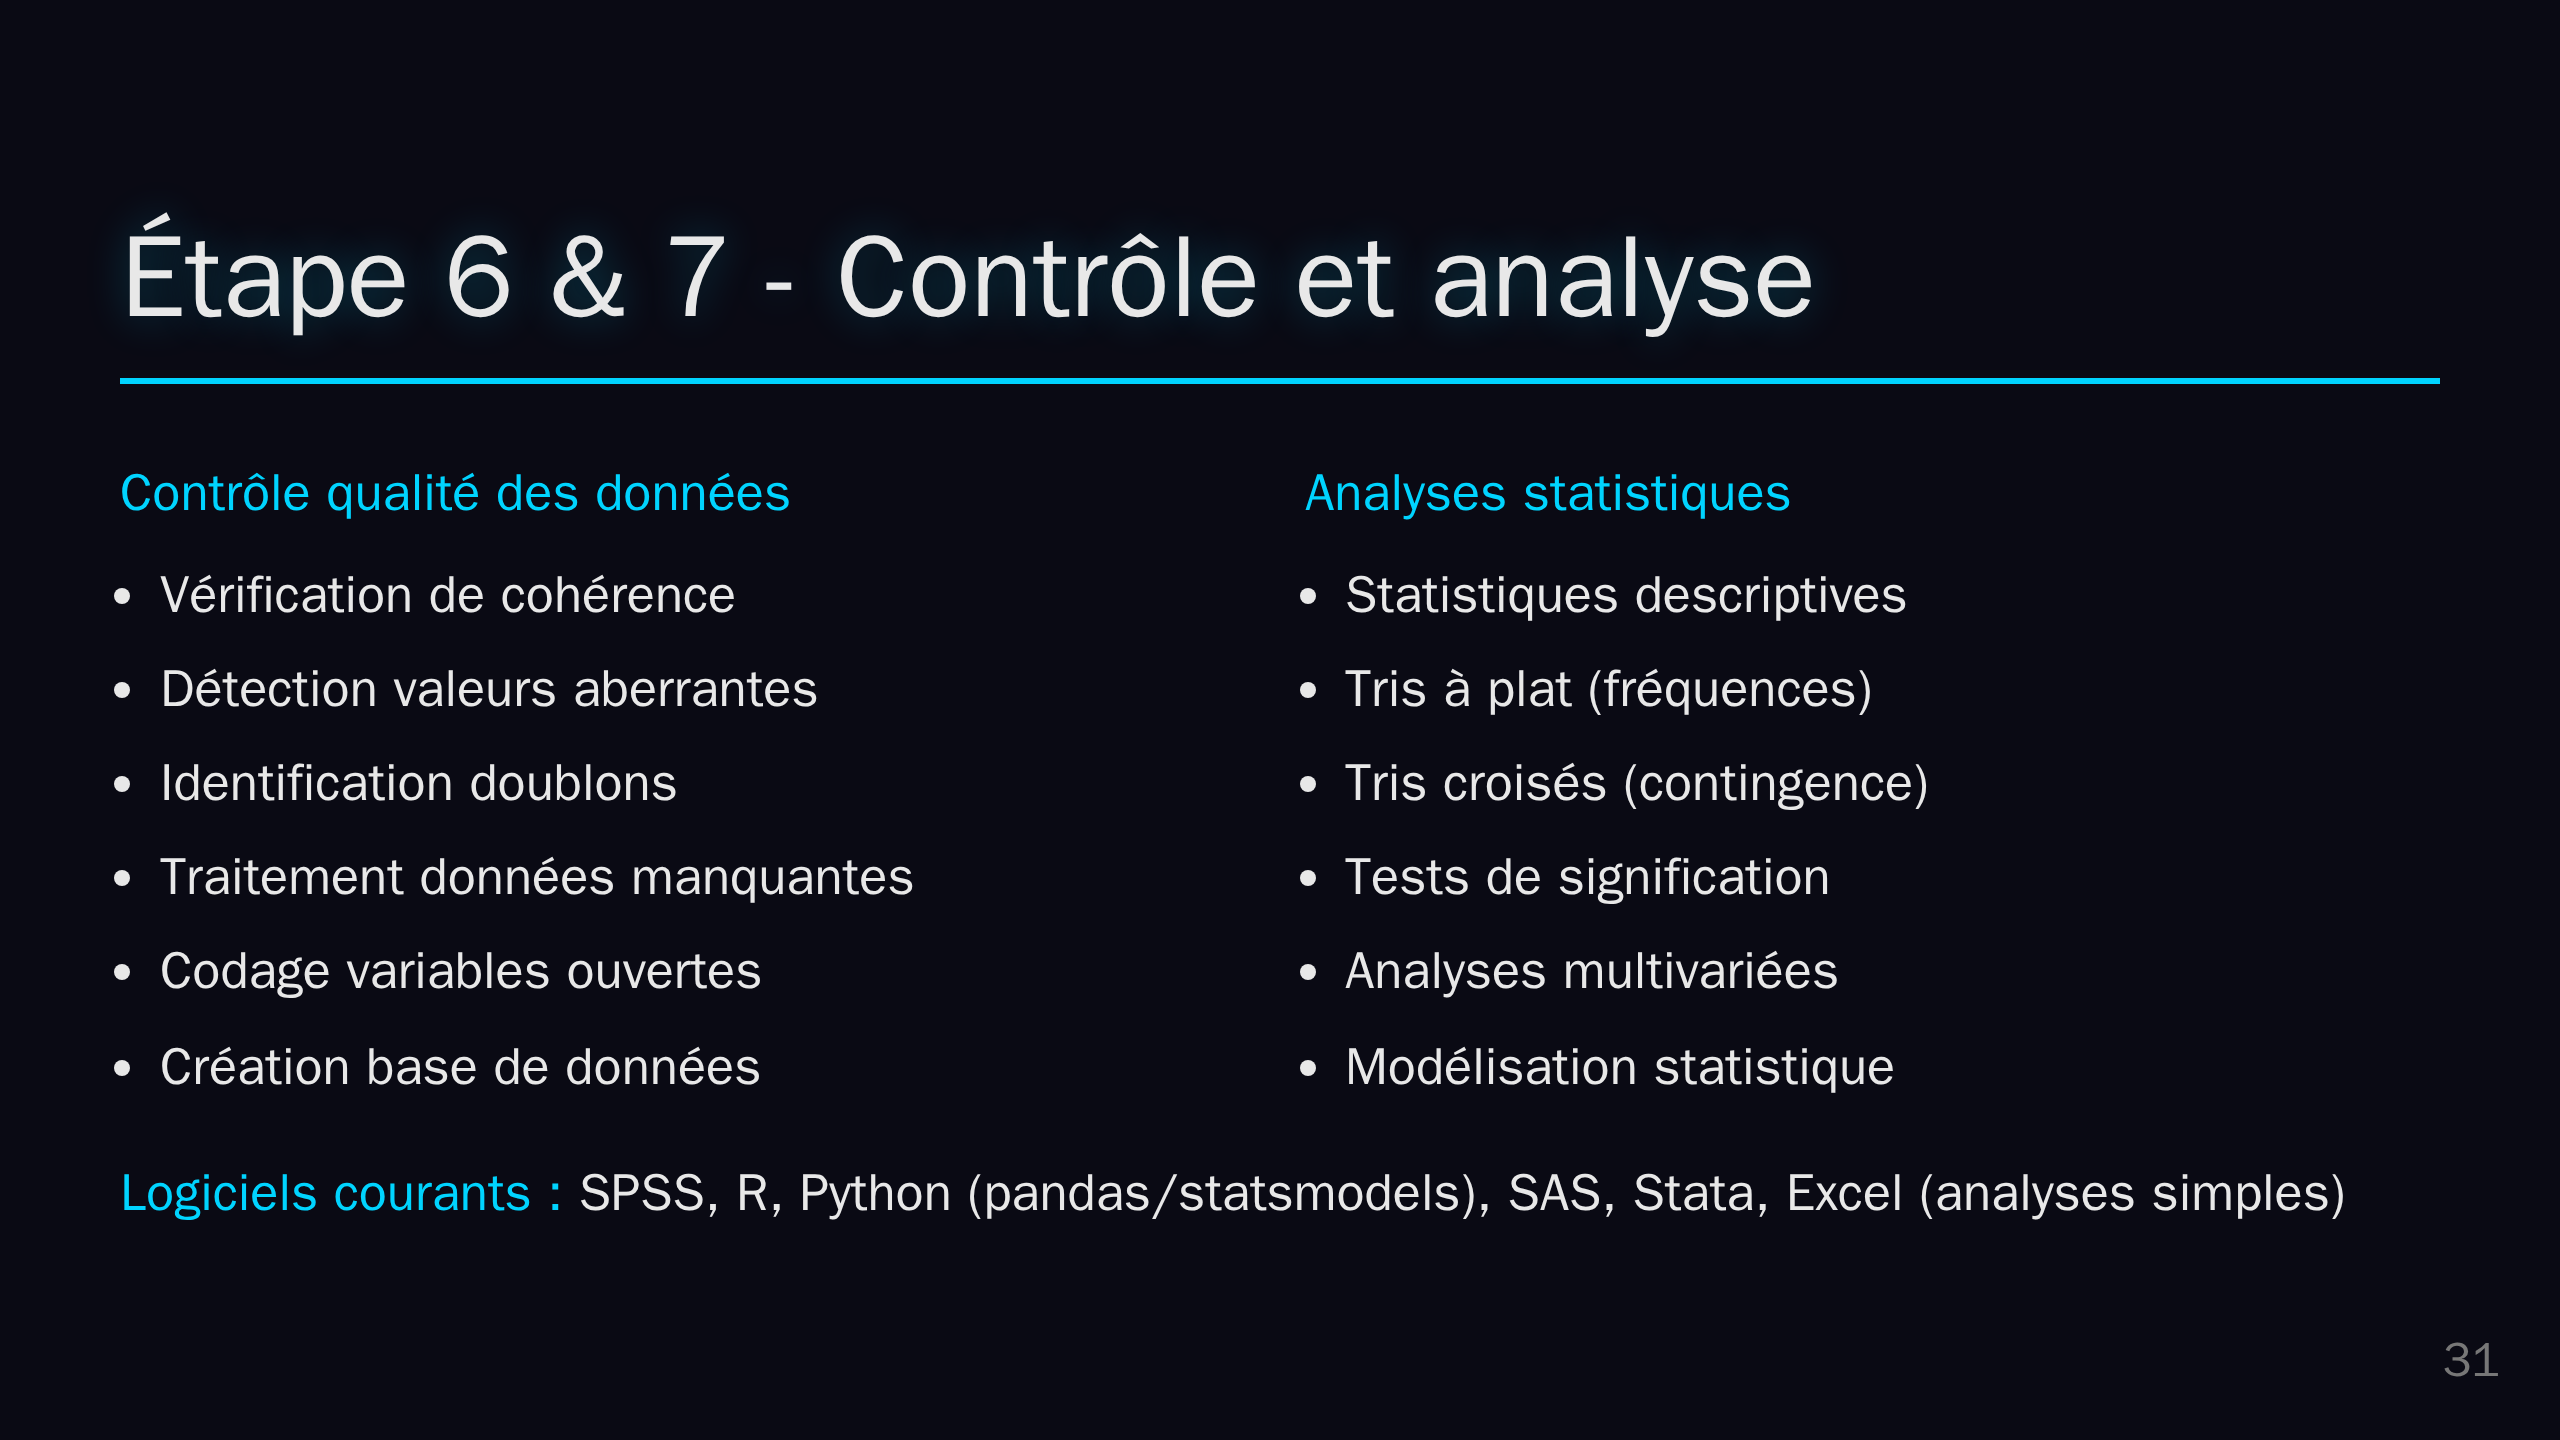 Étape 6 & 7 - Contrôle et analyse
Contrôle qualité des données
• Vérification de cohérence
• Détection valeurs aberrantes
• Identification doublons
• Traitement données manquantes
• Codage variables ouvertes
• Création base de données
Analyses statistiques
• Statistiques descriptives
• Tris à plat (fréquences)
• Tris croisés (contingence)
• Tests de signification
• Analyses multivariées
• Modélisation statistique
Logiciels courants : SPSS, R, Python (pandas/statsmodels), SAS, Stata, Excel (analyses simples)
31